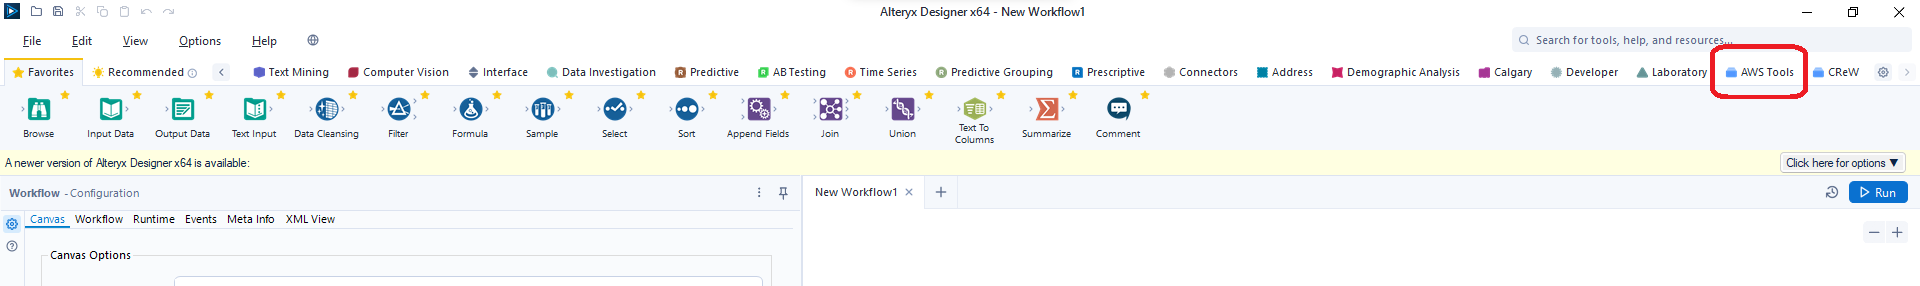 Alteryx Designer x64 - New Workflow1
File Edit View Options Help
Search for tools, help, and resources...
Favorites Recommended Text Mining Computer Vision Interface Data Investigation Predictive AB Testing Time Series Predictive Grouping Prescriptive Connectors Address Demographic Analysis Calgary Developer Laboratory AWS Tools CReW
Browse Input Data Output Data Text Input Data Cleansing Filter Formula Sample Select Sort Append Fields Join Union Text To Columns Summarize Comment
A newer version of Alteryx Designer x64 is available: Click here for options ▼
Workflow - Configuration
New Workflow1
Run
Canvas Workflow Runtime Events Meta Info XML View
Canvas Options